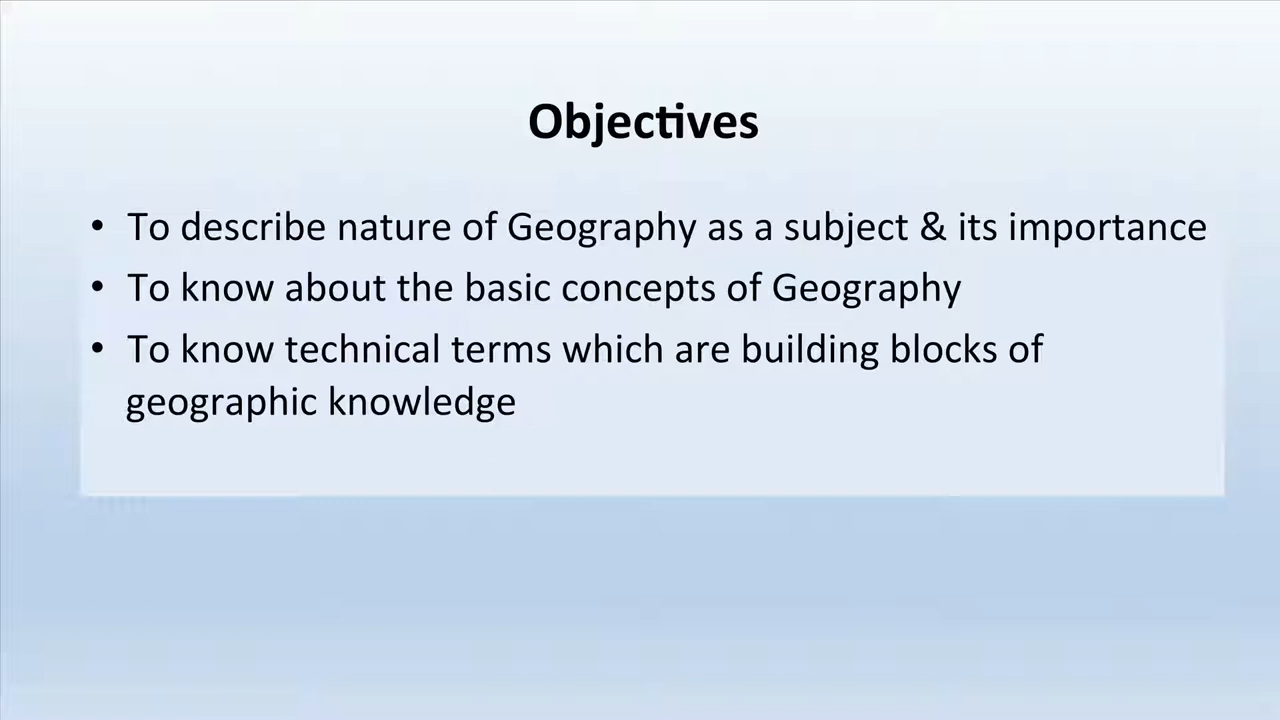 Objectives
• To describe nature of Geography as a subject & its importance
• To know about the basic concepts of Geography
• To know technical terms which are building blocks of
geographic knowledge